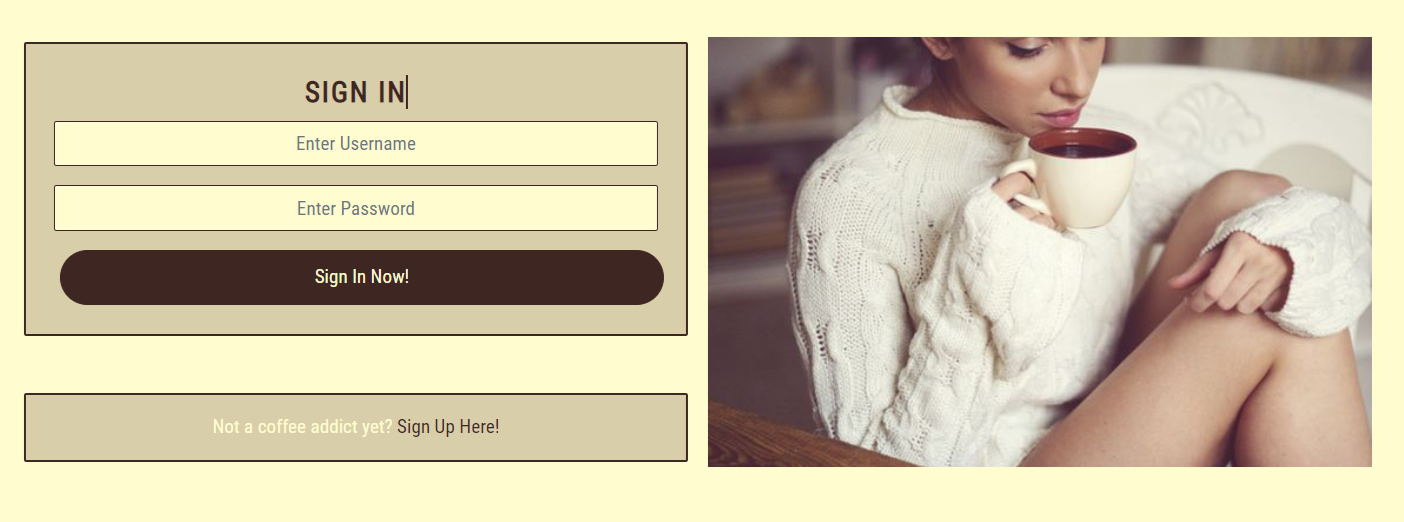 SIGN IN
Enter Username
Enter Password
Sign In Now!
Not a coffee addict yet? Sign Up Here!